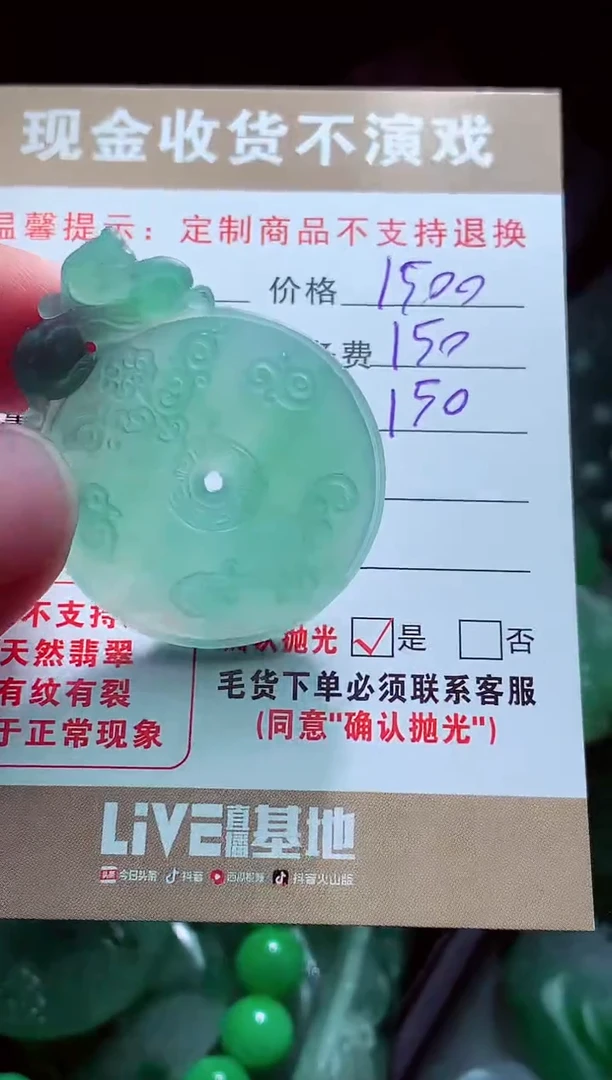 现金收货不演戏
温馨提示：定制商品不支持退换
价格 1500
费 150
150
不支持
天然翡翠
有纹有裂
于正常现象
确认抛光 是 否
毛货下单必须联系客服
(同意"确认抛光")
LiVE直播基地
头条 今日头条 抖音 西瓜视频 抖音火山版